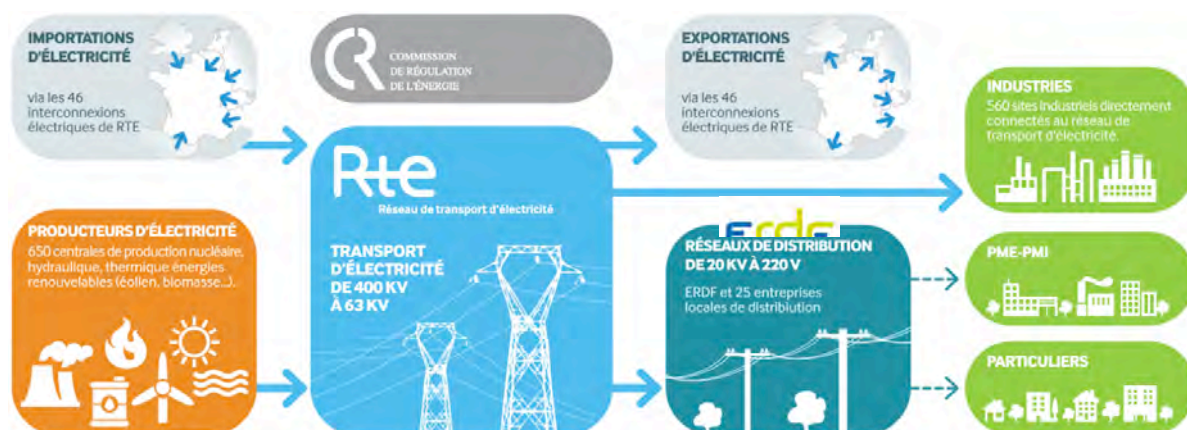 IMPORTATIONS
D'ÉLECTRICITÉ
via les 46
interconnexions
électriques de RTE
COMMISSION
DE RÉGULATION
DE L'ÉNERGIE
EXPORTATIONS
D'ÉLECTRICITÉ
via les 46
interconnexions
électriques de RTE
INDUSTRIES
560 sites industriels directement
connectés au réseau de
transport d'électricité.
Rte
Réseau de transport d'électricité
TRANSPORT
D'ÉLECTRICITÉ
DE 400 KV
À 63 KV
PRODUCTEURS D'ÉLECTRICITÉ
650 centrales de production nucléaire,
hydraulique, thermique énergies
renouvelables (éolien, biomasse...).
erdf
RÉSEAUX DE DISTRIBUTION
DE 20 KV À 220 V
ERDF et 25 entreprises
locales de distribiution
PME-PMI
PARTICULIERS